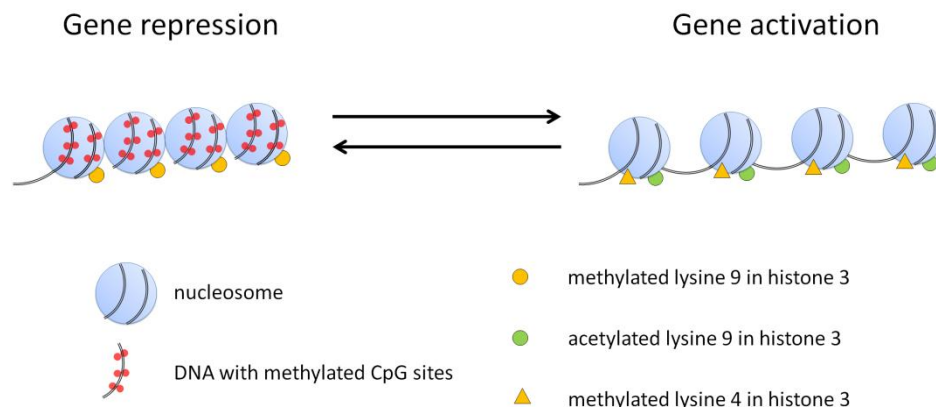 Gene repression
Gene activation
nucleosome
DNA with methylated CpG sites
methylated lysine 9 in histone 3
acetylated lysine 9 in histone 3
methylated lysine 4 in histone 3